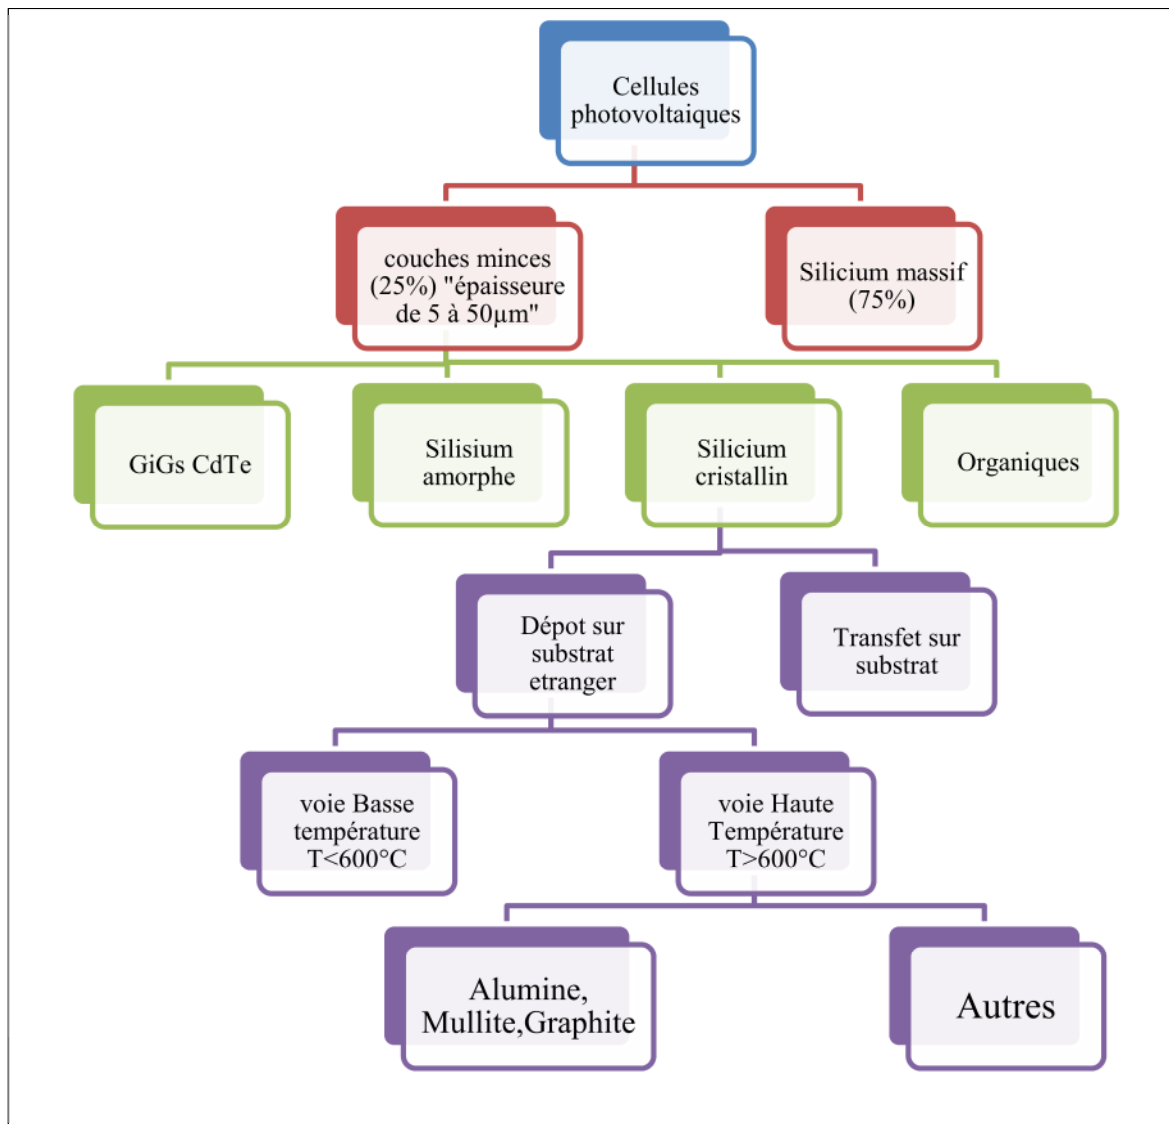 Cellules
photovoltaiques
couches minces
(25%) "épaisseure
de 5 à 50µm"
Silicium massif
(75%)
GiGs CdTe
Silisium
amorphe
Silicium
cristallin
Organiques
Dépot sur
substrat
etranger
Transfet sur
substrat
voie Basse
température
T<600°C
voie Haute
Température
T>600°C
Alumine,
Mullite,Graphite
Autres